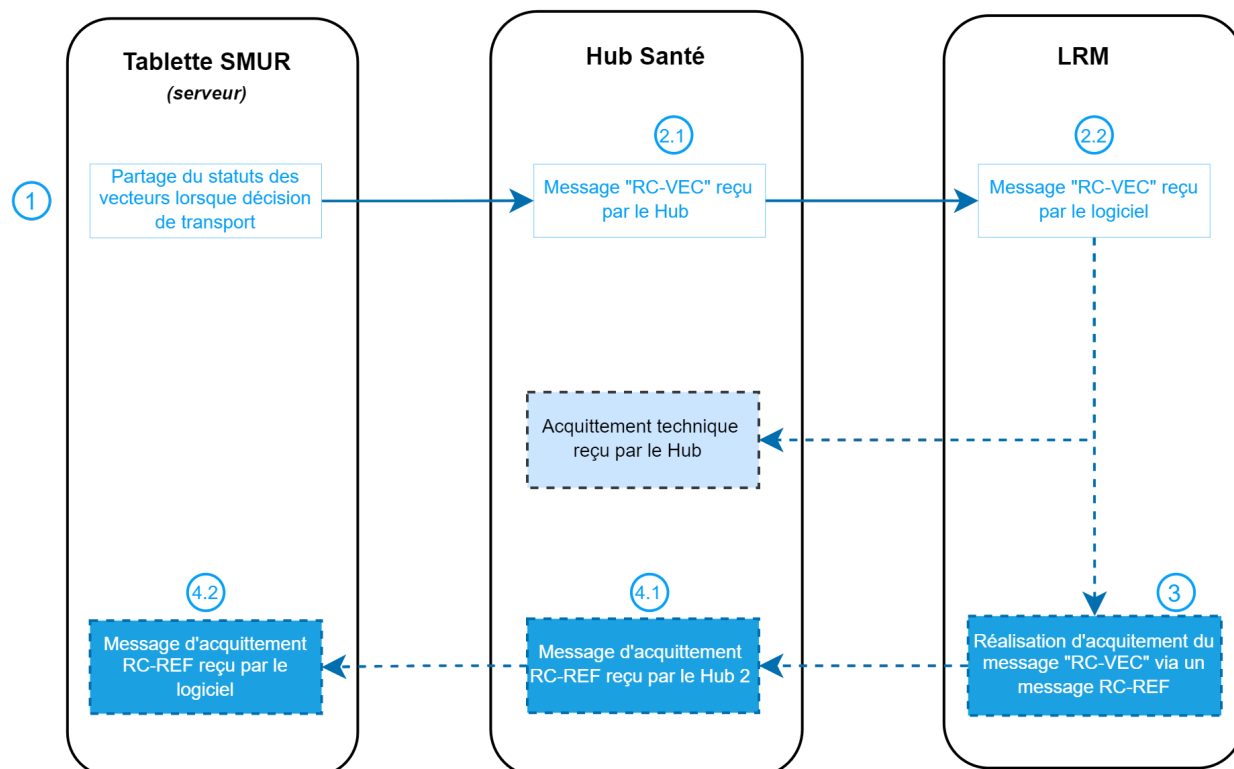 Tablette SMUR
(serveur)
Hub Santé
LRM
1
Partage du statuts des
vecteurs lorsque décision
de transport
2.1
Message "RC-VEC" reçu
par le Hub
2.2
Message "RC-VEC" reçu
par le logiciel
Acquittement technique
reçu par le Hub
4.2
Message d'acquittement
RC-REF reçu par le
logiciel
4.1
Message d'acquittement
RC-REF reçu par le Hub 2
3
Réalisation d'acquitement du
message "RC-VEC" via un
message RC-REF